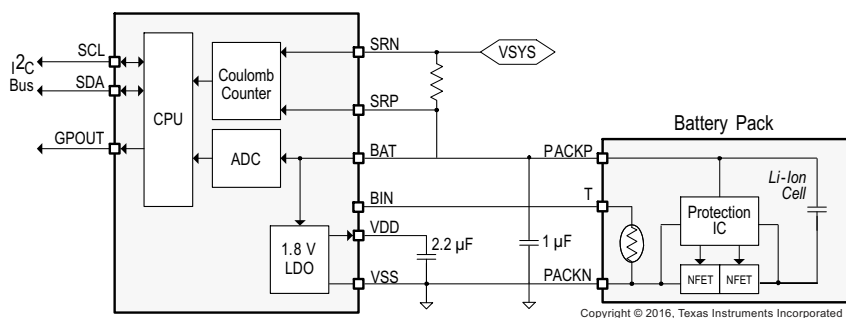 SCL
I2C
Bus
SDA
GPOUT
CPU
Coulomb
Counter
ADC
1.8 V
LDO
SRN
VSYS
SRP
BAT
BIN
VDD
2.2 µF
1 µF
VSS
Battery Pack
PACKP
T
PACKN
Li-Ion
Cell
Protection
IC
NFET NFET
Copyright © 2016, Texas Instruments Incorporated